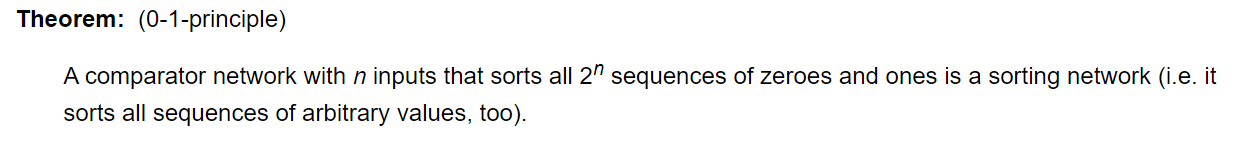 Theorem: (0-1-principle)
A comparator network with n inputs that sorts all 2ⁿ sequences of zeroes and ones is a sorting network (i.e. it
sorts all sequences of arbitrary values, too).